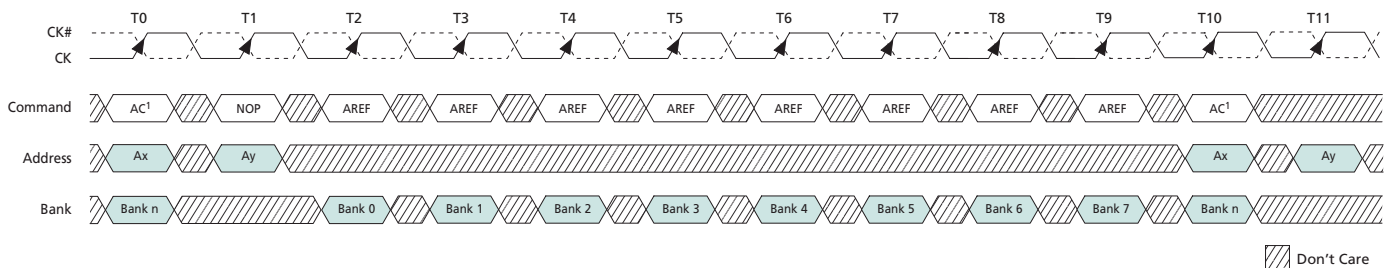 T0 T1 T2 T3 T4 T5 T6 T7 T8 T9 T10 T11
CK#
CK
Command AC¹ NOP AREF AREF AREF AREF AREF AREF AREF AREF AC¹
Address Ax Ay Ax Ay
Bank Bank n Bank 0 Bank 1 Bank 2 Bank 3 Bank 4 Bank 5 Bank 6 Bank 7 Bank n
Don't Care